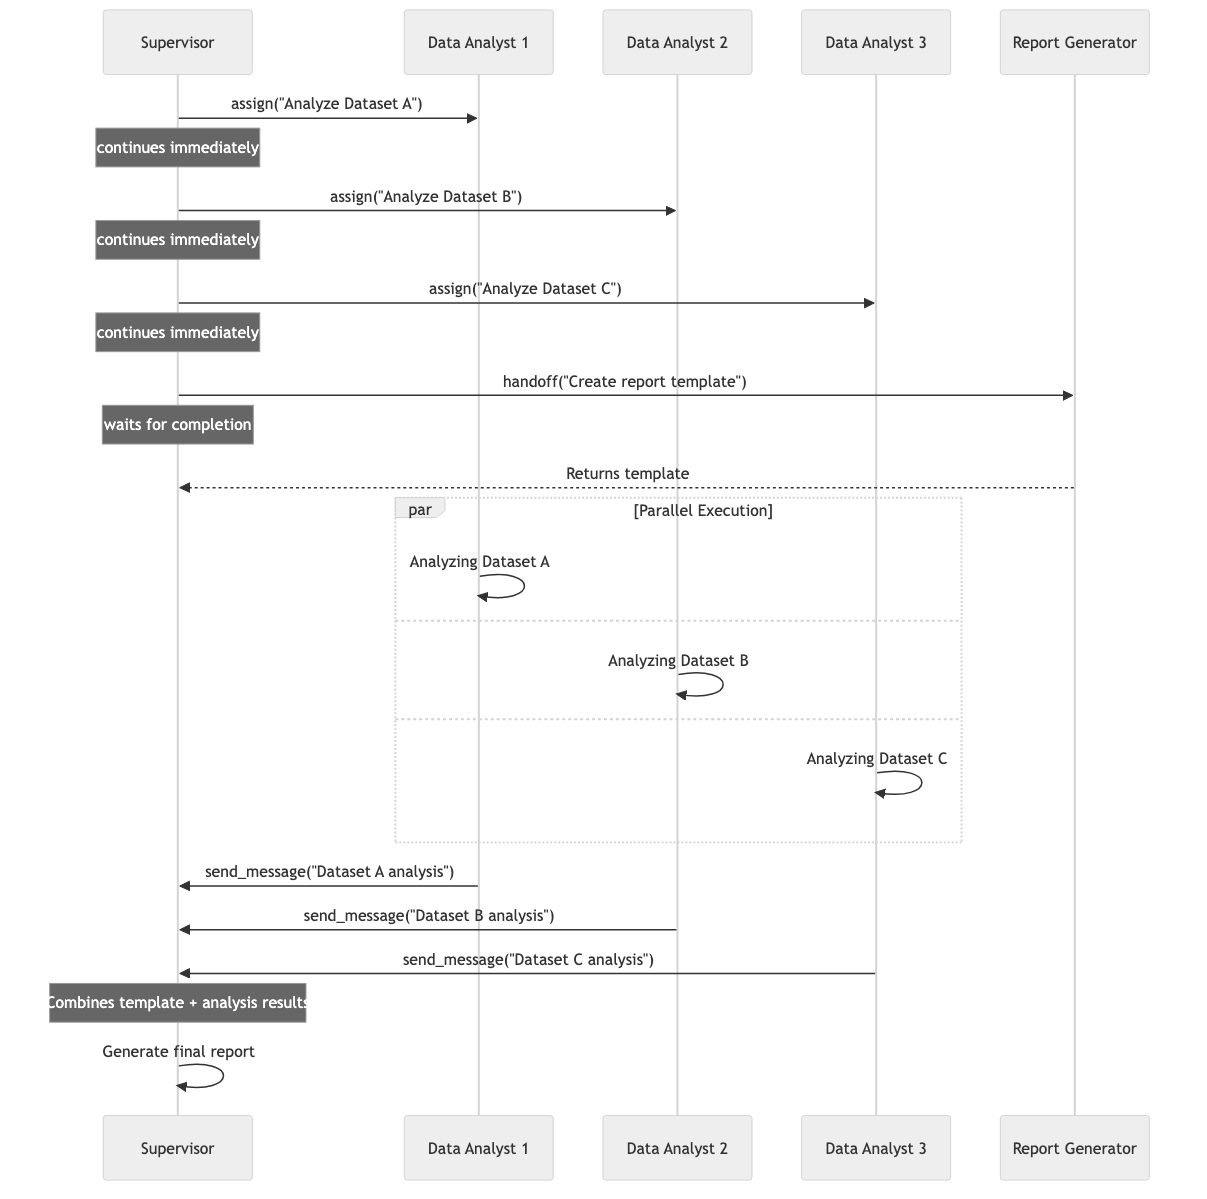 Supervisor
Data Analyst 1
Data Analyst 2
Data Analyst 3
Report Generator
assign("Analyze Dataset A")
continues immediately
assign("Analyze Dataset B")
continues immediately
assign("Analyze Dataset C")
continues immediately
handoff("Create report template")
waits for completion
Returns template
par
[Parallel Execution]
Analyzing Dataset A
Analyzing Dataset B
Analyzing Dataset C
send_message("Dataset A analysis")
send_message("Dataset B analysis")
send_message("Dataset C analysis")
Combines template + analysis results
Generate final report
Supervisor
Data Analyst 1
Data Analyst 2
Data Analyst 3
Report Generator